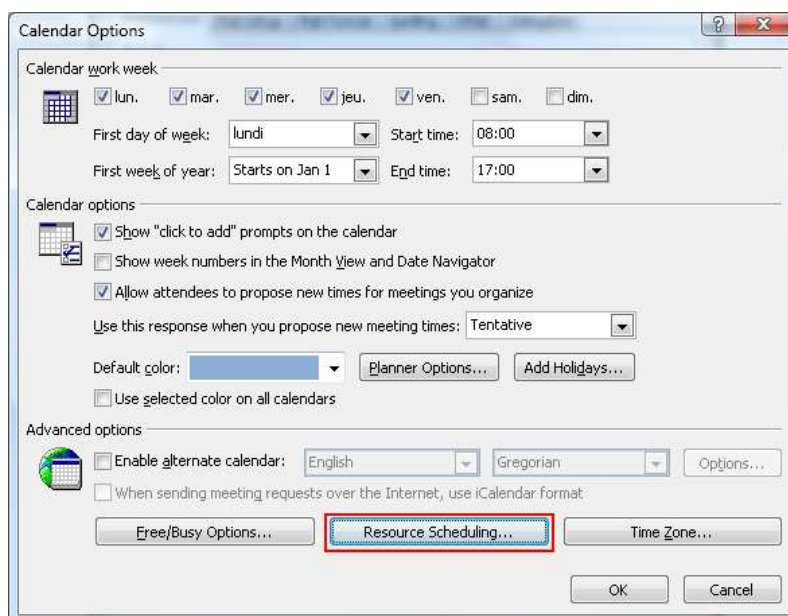 Calendar Options
Calendar work week
lun. mar. mer. jeu. ven. sam. dim.
First day of week: lundi Start time: 08:00
First week of year: Starts on Jan 1 End time: 17:00
Calendar options
Show "click to add" prompts on the calendar
Show week numbers in the Month View and Date Navigator
Allow attendees to propose new times for meetings you organize
Use this response when you propose new meeting times: Tentative
Default color: Planner Options... Add Holidays...
Use selected color on all calendars
Advanced options
Enable alternate calendar: English Gregorian Options...
When sending meeting requests over the Internet, use iCalendar format
Free/Busy Options... Resource Scheduling... Time Zone...
OK Cancel